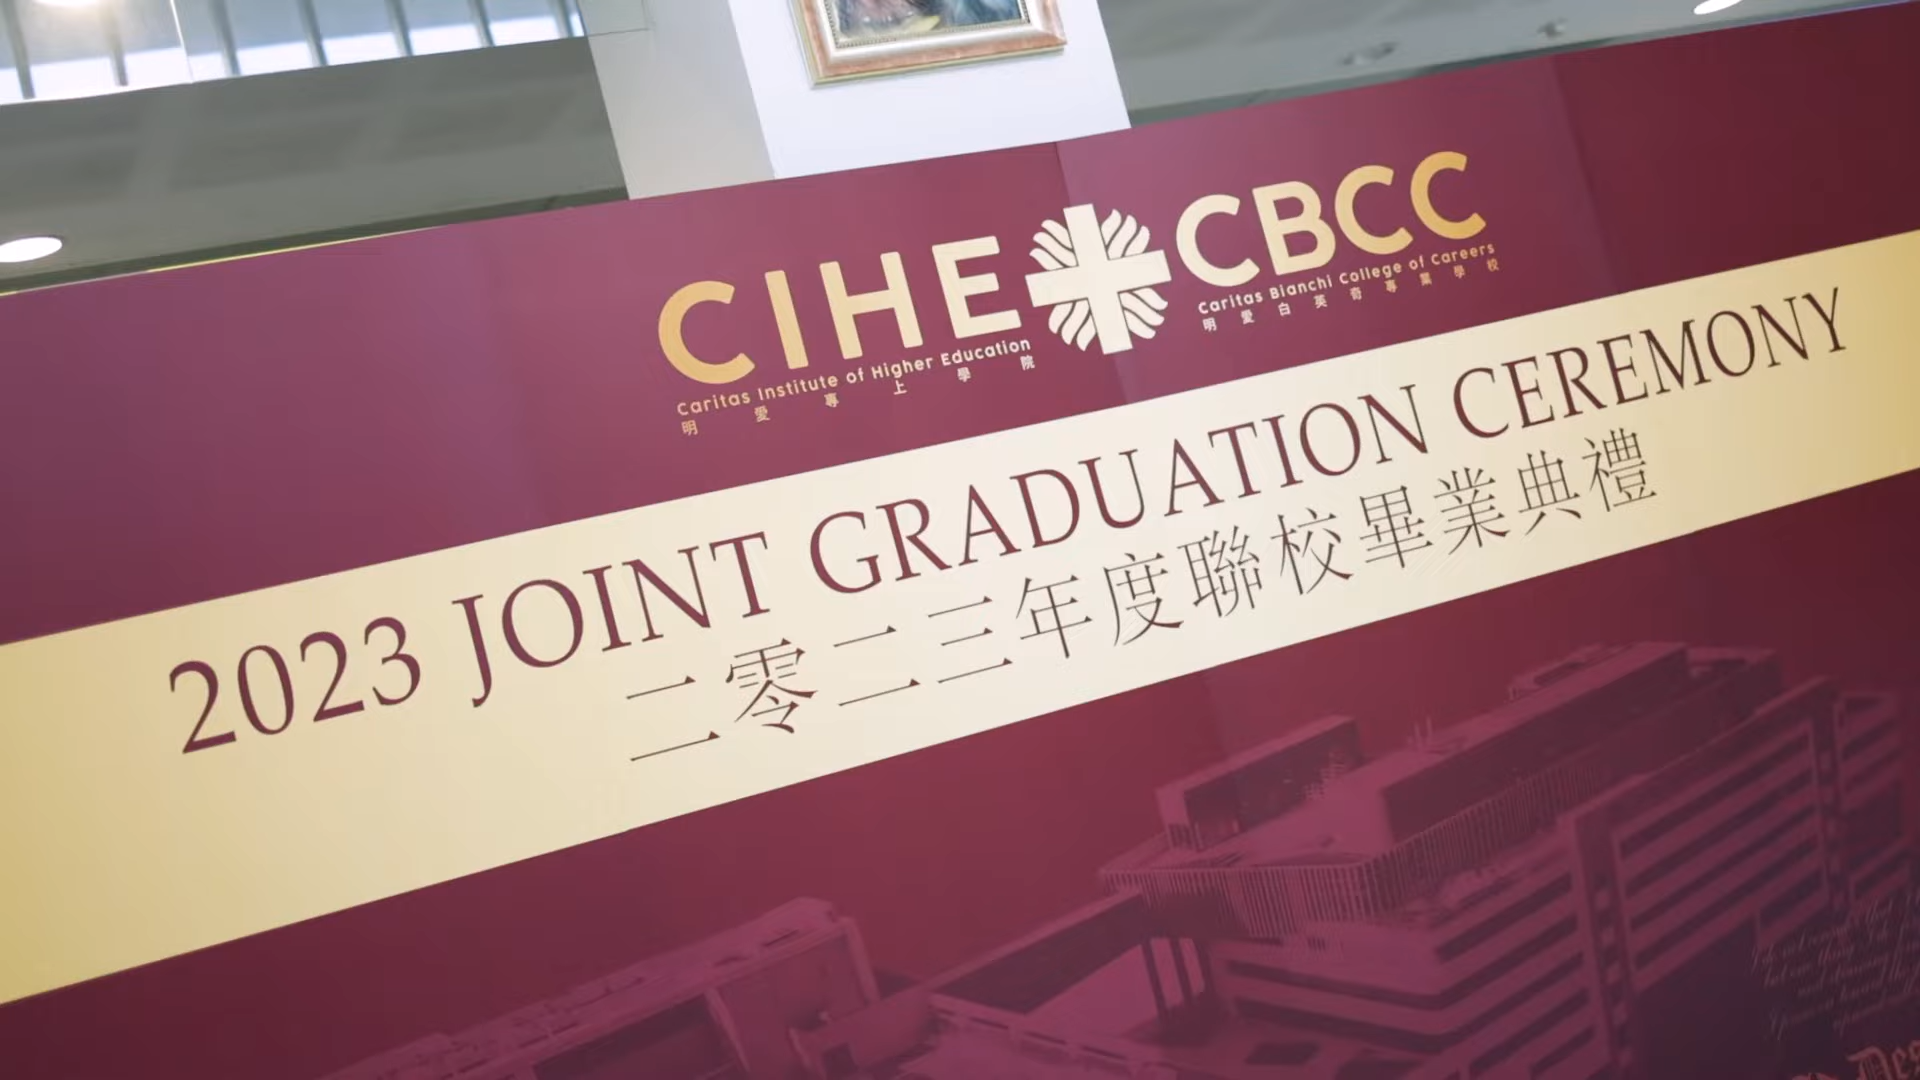 CIHE CBCC
Caritas Institute of Higher Education
明愛專上學院
Caritas Bianchi College of Careers
明愛白英奇專業學校
2023 JOINT GRADUATION CEREMONY
二零二三年度聯校畢業典禮